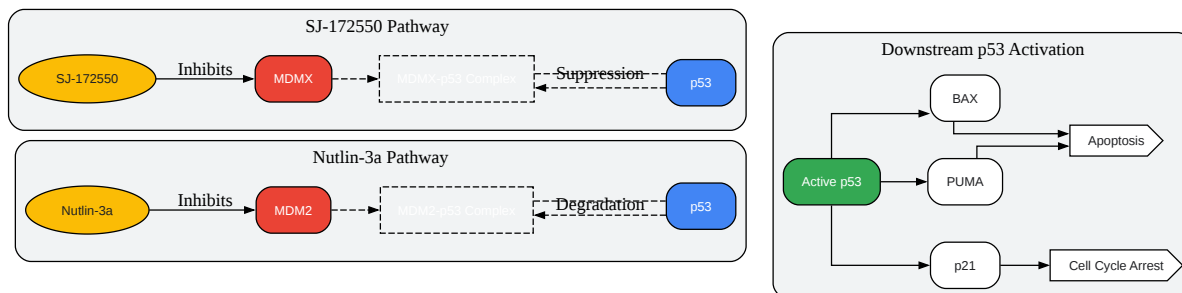 SJ-172550 Pathway
SJ-172550
Inhibits
MDMX
MDMX-p53 Complex
Suppression
p53
Nutlin-3a Pathway
Nutlin-3a
Inhibits
MDM2
MDM2-p53 Complex
Degradation
p53
Downstream p53 Activation
BAX
Apoptosis
Active p53
PUMA
p21
Cell Cycle Arrest